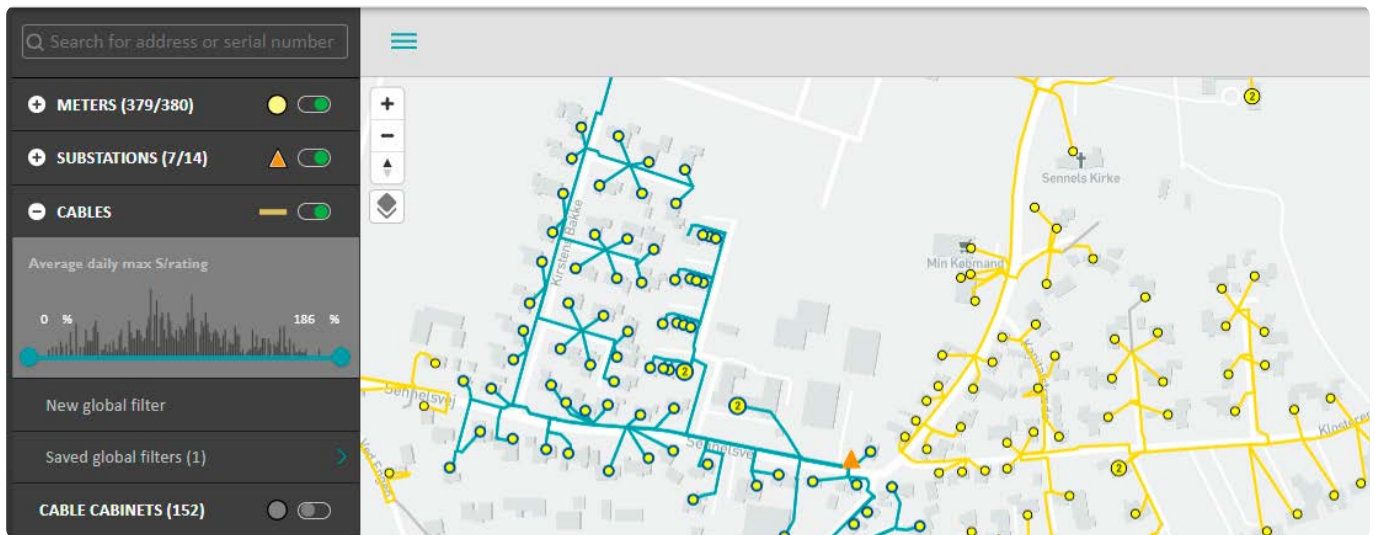 Search for address or serial number
METERS (379/380)
SUBSTATIONS (7/14)
CABLES
Average daily max S/rating
0 %
186 %
New global filter
Saved global filters (1)
CABLE CABINETS (152)
2
Sennels Kirke
Kirstens Bakke
Min Købmand
2
2
Sennelsvej
Sennelsvej
2
Ved Engen